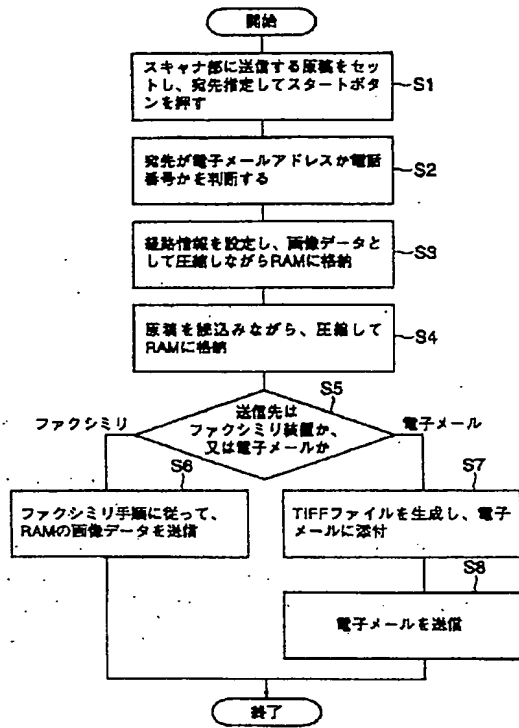 開始
スキャナ部に送信する原稿をセッ
トし、宛先指定してスタートボタ
ンを押す
S1
宛先が電子メールアドレスか電話
番号かを判断する
S2
経路情報を設定し、画像データと
して圧縮しながらRAMに格納
S3
原稿を読込みながら、圧縮して
RAMに格納
S4
S5
送信先は
ファクシミリ装置か、
又は電子メールか
ファクシミリ
電子メール
S6
ファクシミリ手順に従って、
RAMの画像データを送信
S7
TIFFファイルを生成し、電子
メールに添付
S8
電子メールを送信
終了